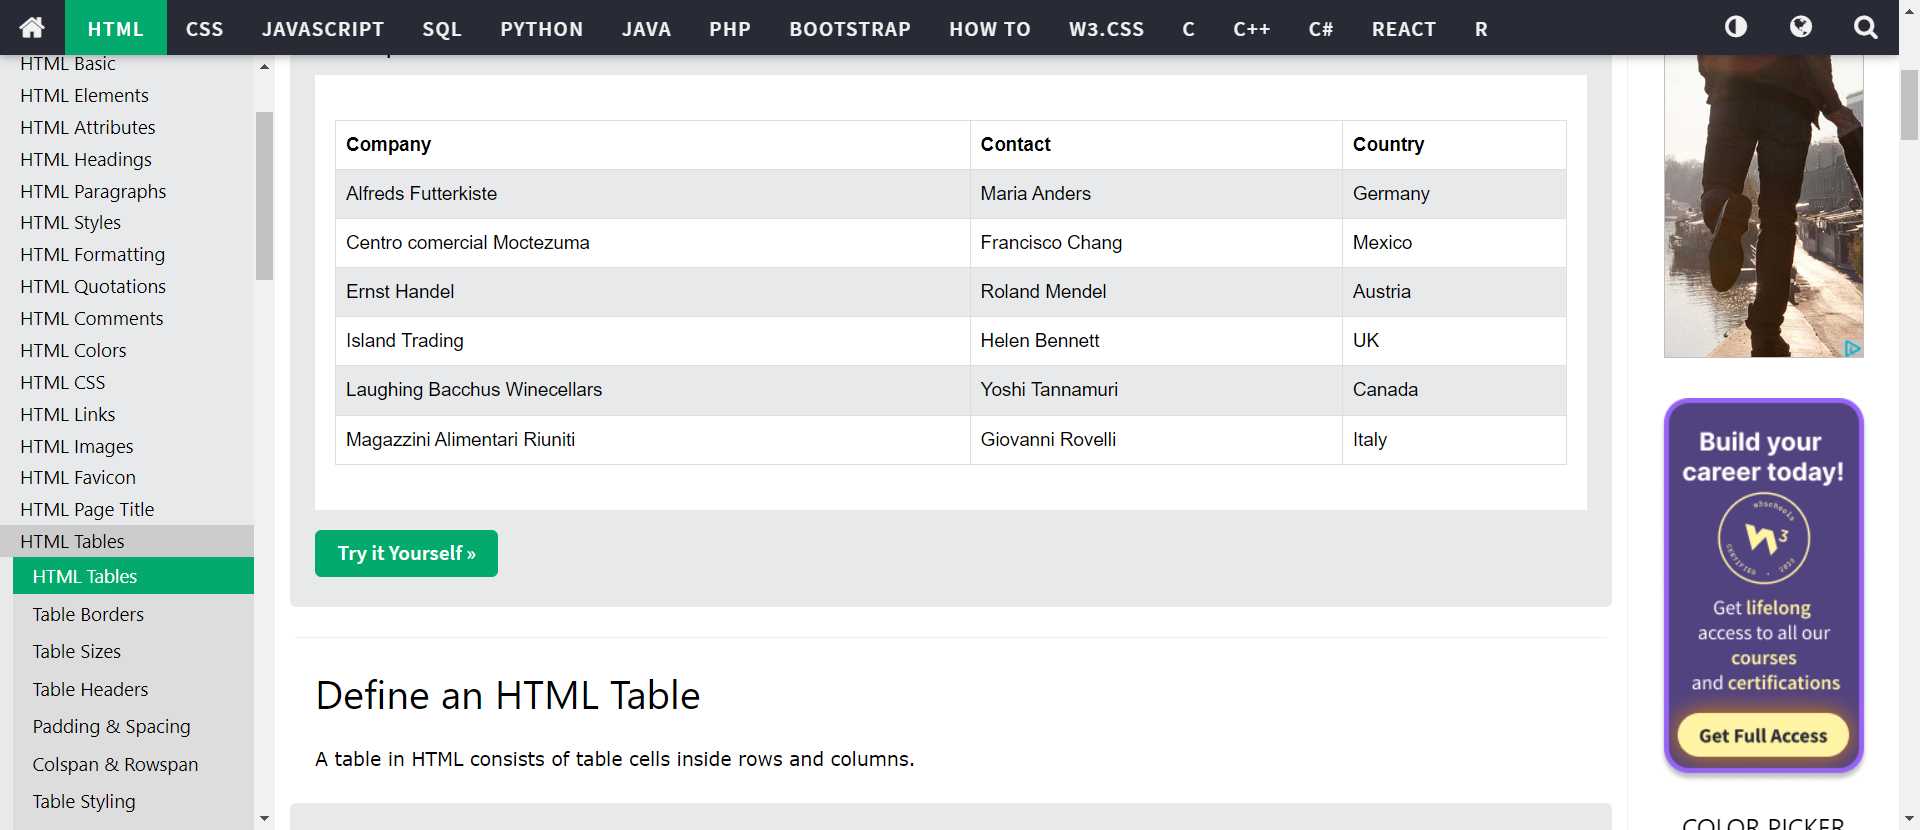 HTML CSS JAVASCRIPT SQL PYTHON JAVA PHP BOOTSTRAP HOW TO W3.CSS C C++ C# REACT R
HTML Basic
HTML Elements
HTML Attributes
HTML Headings
HTML Paragraphs
HTML Styles
HTML Formatting
HTML Quotations
HTML Comments
HTML Colors
HTML CSS
HTML Links
HTML Images
HTML Favicon
HTML Page Title
HTML Tables
HTML Tables
Table Borders
Table Sizes
Table Headers
Padding & Spacing
Colspan & Rowspan
Table Styling
Company Contact Country
Alfreds Futterkiste Maria Anders Germany
Centro comercial Moctezuma Francisco Chang Mexico
Ernst Handel Roland Mendel Austria
Island Trading Helen Bennett UK
Laughing Bacchus Winecellars Yoshi Tannamuri Canada
Magazzini Alimentari Riuniti Giovanni Rovelli Italy
Try it Yourself »
Define an HTML Table
A table in HTML consists of table cells inside rows and columns.
Build your
career today!
w3schools
3
CERTIFIED
Get lifelong
access to all our
courses
and certifications
Get Full Access
COLOR PICKER